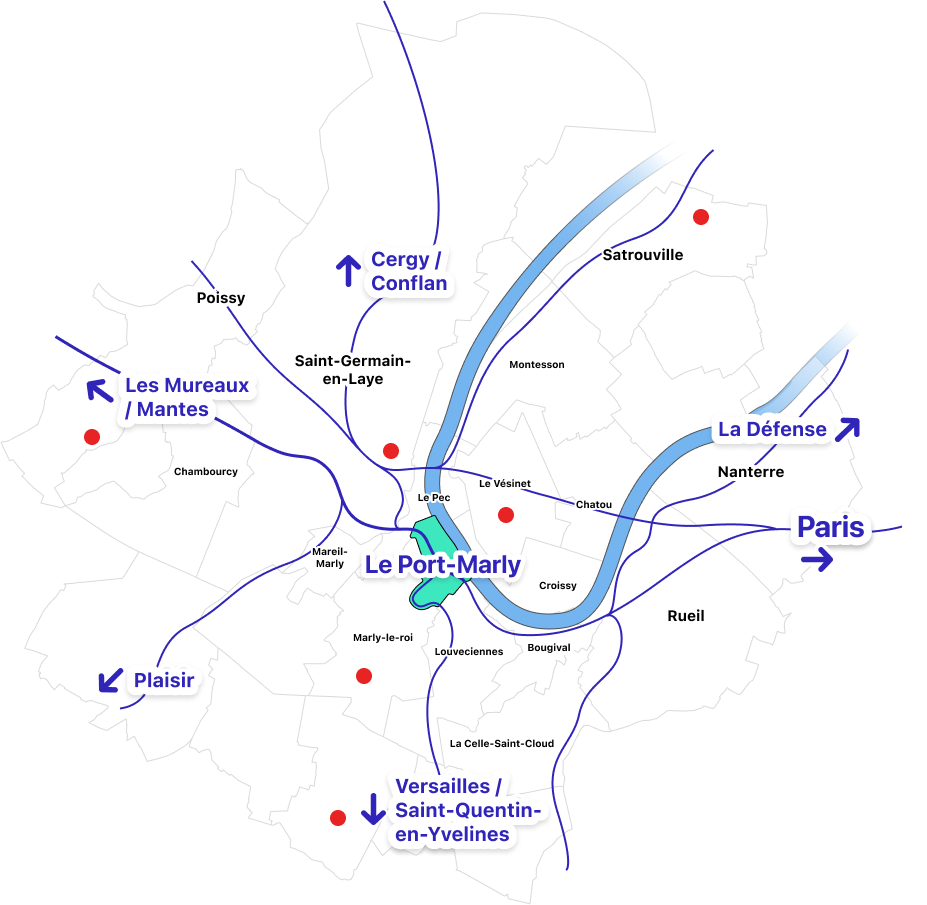 Satrouville
Cergy /
Conflan
Poissy
Saint-Germain-
en-Laye
Montesson
Les Mureaux
/ Mantes
La Défense
Chambourcy
Nanterre
Le Vésinet
Le Pec
Chatou
Paris
Mareil-
Marly
Le Port-Marly
Croissy
Rueil
Marly-le-roi
Louveciennes
Bougival
Plaisir
La Celle-Saint-Cloud
Versailles /
Saint-Quentin-
en-Yvelines